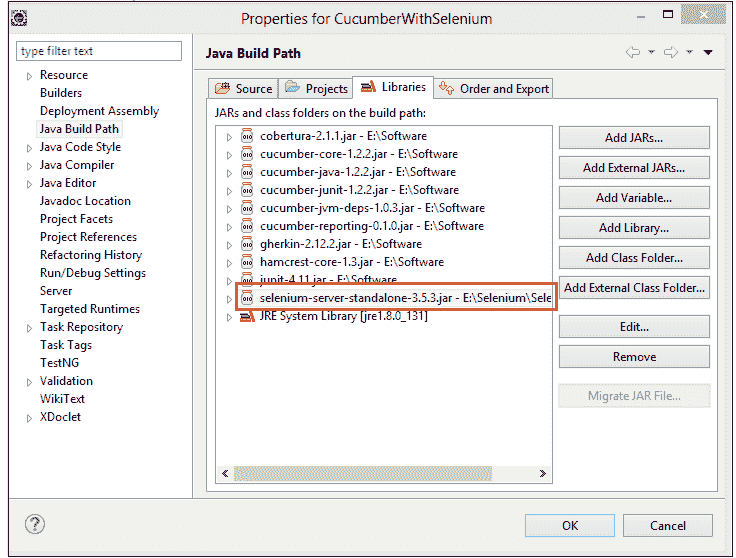 Properties for CucumberWithSelenium
type filter text
Resource
Builders
Deployment Assembly
Java Build Path
Java Code Style
Java Compiler
Java Editor
Javadoc Location
Project Facets
Project References
Refactoring History
Run/Debug Settings
Server
Targeted Runtimes
Task Repository
Task Tags
TestNG
Validation
WikiText
XDoclet
Java Build Path
Source
Projects
Libraries
Order and Export
JARs and class folders on the build path:
cobertura-2.1.1.jar - E:\Software
cucumber-core-1.2.2.jar - E:\Software
cucumber-java-1.2.2.jar - E:\Software
cucumber-junit-1.2.2.jar - E:\Software
cucumber-jvm-deps-1.0.3.jar - E:\Software
cucumber-reporting-0.1.0.jar - E:\Software
gherkin-2.12.2.jar - E:\Software
hamcrest-core-1.3.jar - E:\Software
junit-4.11.jar - E:\Software
selenium-server-standalone-3.5.3.jar - E:\Selenium\Sele
JRE System Library [jre1.8.0_131]
Add JARs...
Add External JARs...
Add Variable...
Add Library...
Add Class Folder...
Add External Class Folder...
Edit...
Remove
Migrate JAR File...
OK
Cancel